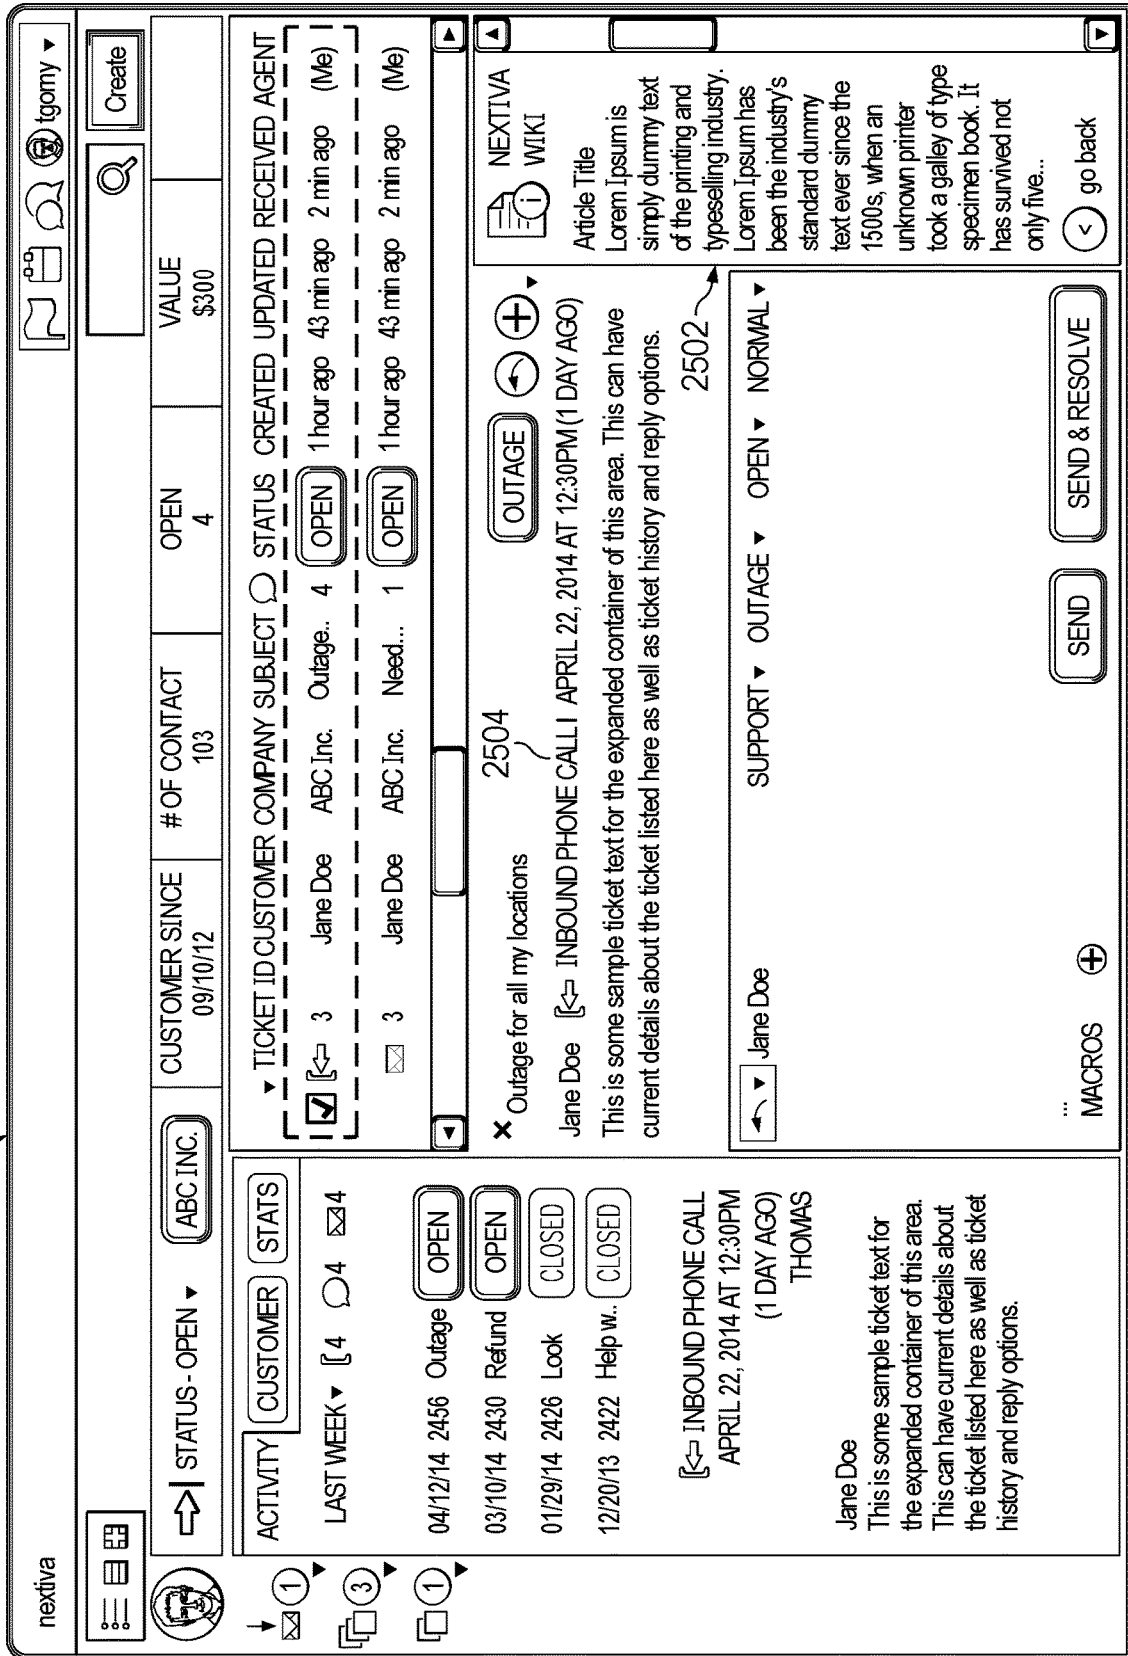 nextiva
tgorny
Create
STATUS - OPEN
ABC INC.
CUSTOMER SINCE
09/10/12
# OF CONTACT
103
OPEN
4
VALUE
$300
1
3
1
ACTIVITY
CUSTOMER
STATS
LAST WEEK 4 4 4
04/12/14 2456 Outage OPEN
03/10/14 2430 Refund OPEN
01/29/14 2426 Look CLOSED
12/20/13 2422 Help w.. CLOSED
INBOUND PHONE CALL
APRIL 22, 2014 AT 12:30PM
(1 DAY AGO)
THOMAS
Jane Doe
This is some sample ticket text for
the expanded container of this area.
This can have current details about
the ticket listed here as well as ticket
history and reply options.
TICKET ID CUSTOMER COMPANY SUBJECT STATUS CREATED UPDATED RECEIVED AGENT
3 Jane Doe ABC Inc. Outage.. 4 OPEN 1 hour ago 43 min ago 2 min ago (Me)
3 Jane Doe ABC Inc. Need... 1 OPEN 1 hour ago 43 min ago 2 min ago (Me)
2504
Outage for all my locations
OUTAGE
Jane Doe INBOUND PHONE CALL I APRIL 22, 2014 AT 12:30PM (1 DAY AGO)
This is some sample ticket text for the expanded container of this area. This can have
current details about the ticket listed here as well as ticket history and reply options.
2502
Jane Doe SUPPORT OUTAGE OPEN NORMAL
...
MACROS
SEND
SEND & RESOLVE
NEXTIVA
WIKI
i
Article Title
Lorem Ipsum is
simply dummy text
of the printing and
typeselling industry.
Lorem Ipsum has
been the industry's
standard dummy
text ever since the
1500s, when an
unknown printer
took a galley of type
specimen book. It
has survived not
only five...
< go back